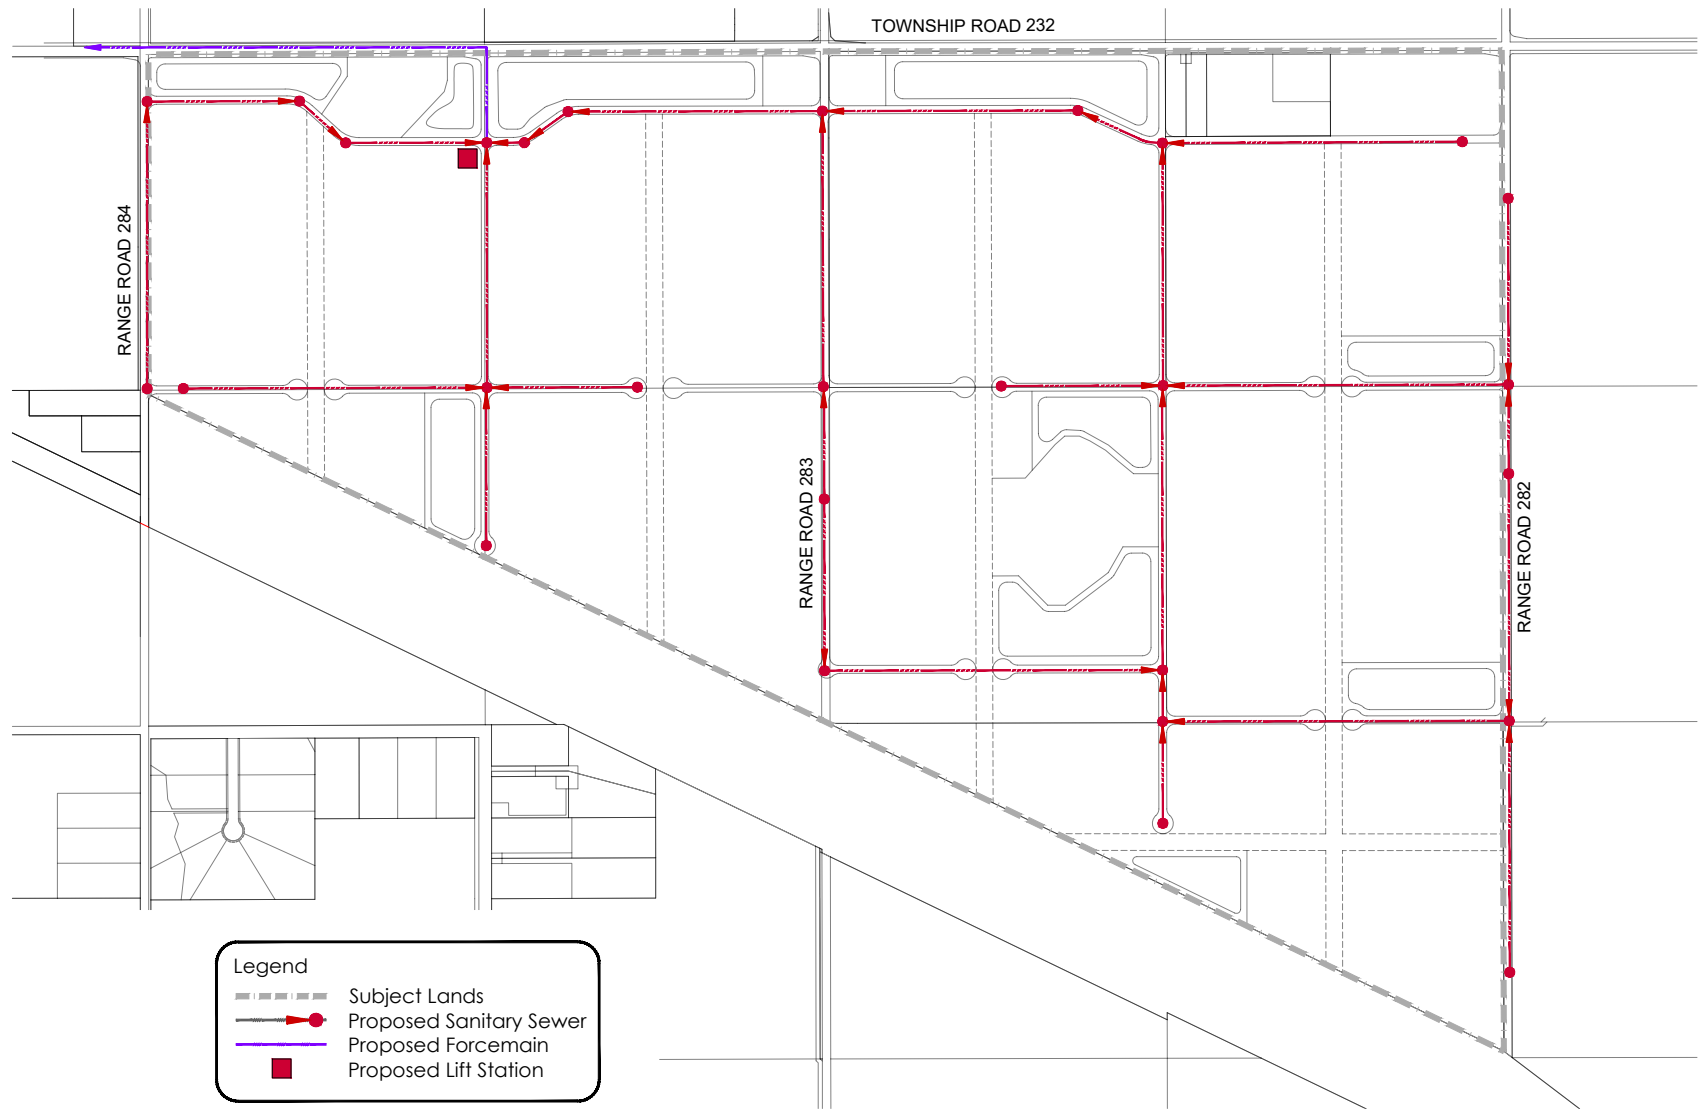 TOWNSHIP ROAD 232
RANGE ROAD 284
RANGE ROAD 283
RANGE ROAD 282
Legend
Subject Lands
Proposed Sanitary Sewer
Proposed Forcemain
Proposed Lift Station